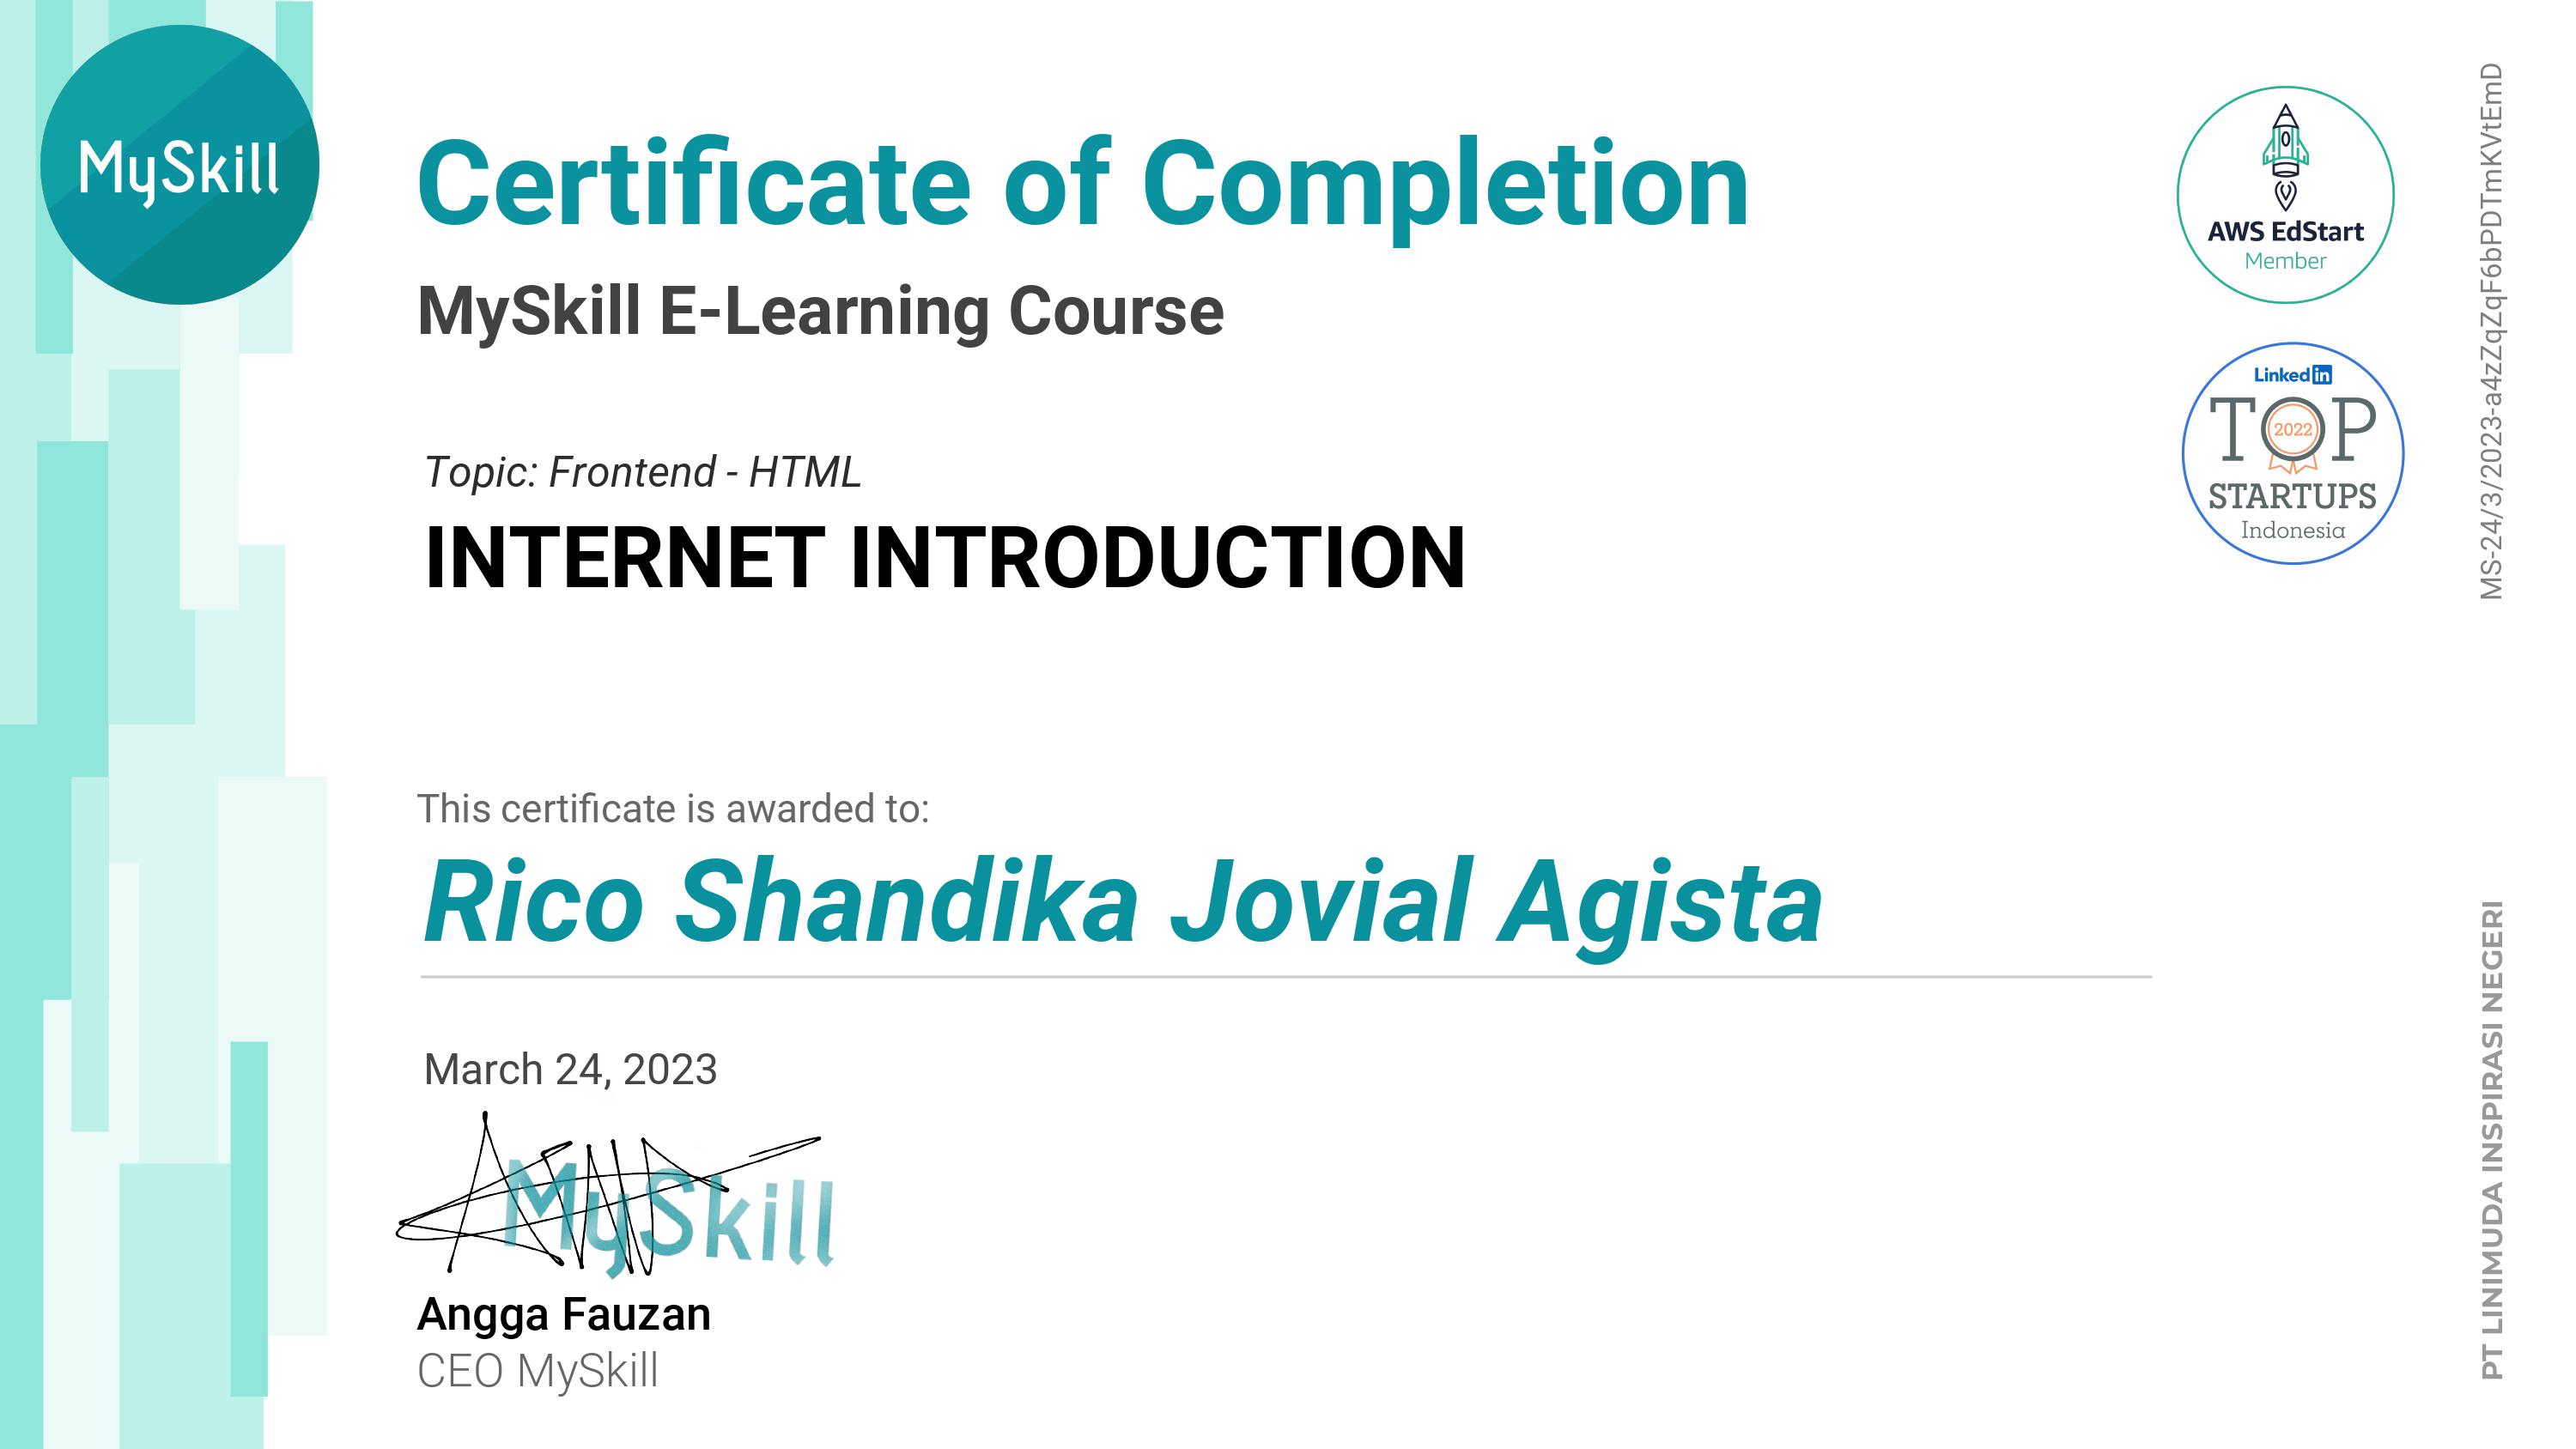 MySkill
Certificate of Completion
MySkill E-Learning Course
Topic: Frontend - HTML
INTERNET INTRODUCTION
This certificate is awarded to:
Rico Shandika Jovial Agista
March 24, 2023
MySkill
Angga Fauzan
CEO MySkill
AWS EdStart
Member
Linked in
TOP
2022
STARTUPS
Indonesia
MS-24/3/2023-a4zZqZqF6bPDTmKVtEmD
PT LINIMUDA INSPIRASI NEGERI